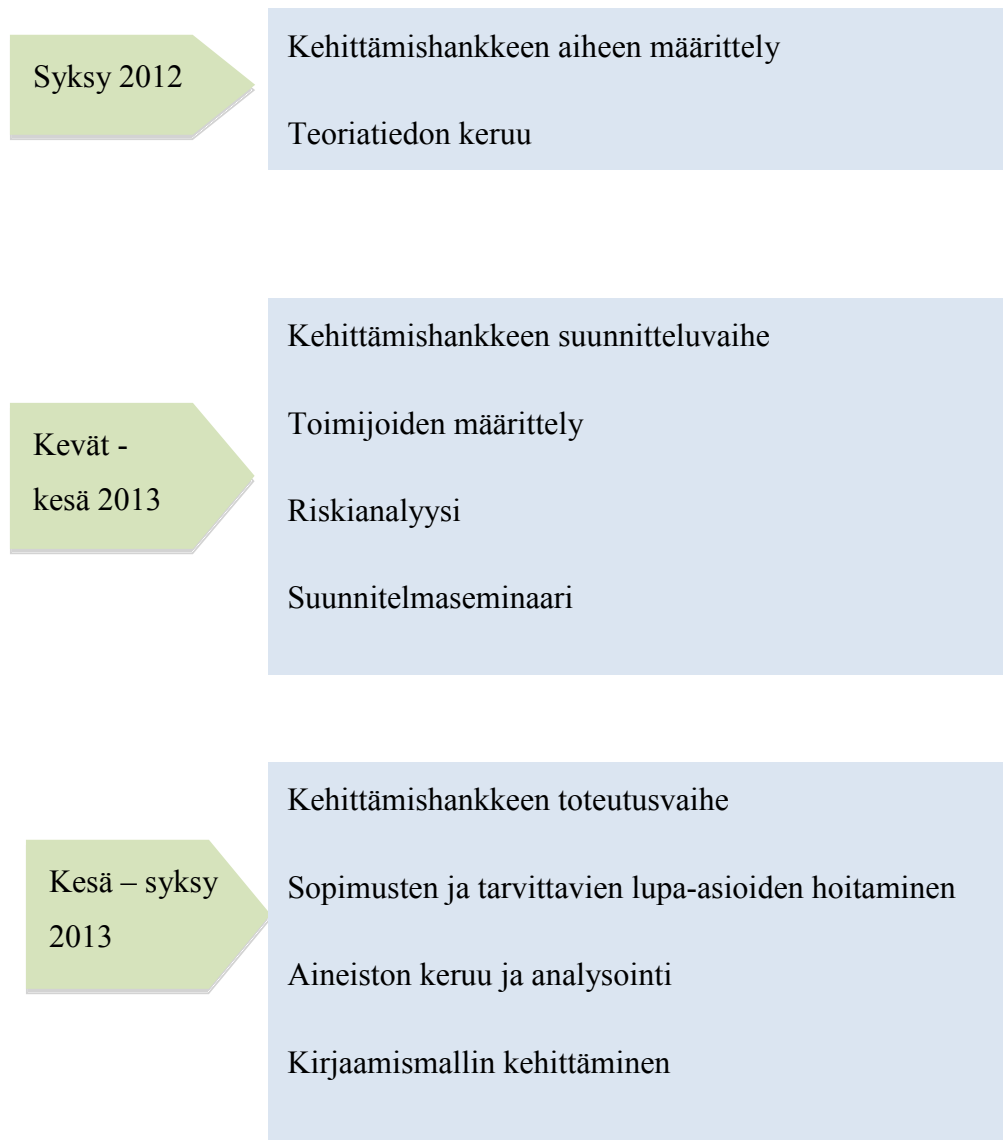 Syksy 2012
Kehittämishankkeen aiheen määrittely
Teoriatiedon keruu
Kevät -
kesä 2013
Kehittämishankkeen suunnitteluvaihe
Toimijoiden määrittely
Riskianalyysi
Suunnitelmaseminaari
Kesä – syksy
2013
Kehittämishankkeen toteutusvaihe
Sopimusten ja tarvittavien lupa-asioiden hoitaminen
Aineiston keruu ja analysointi
Kirjaamismallin kehittäminen